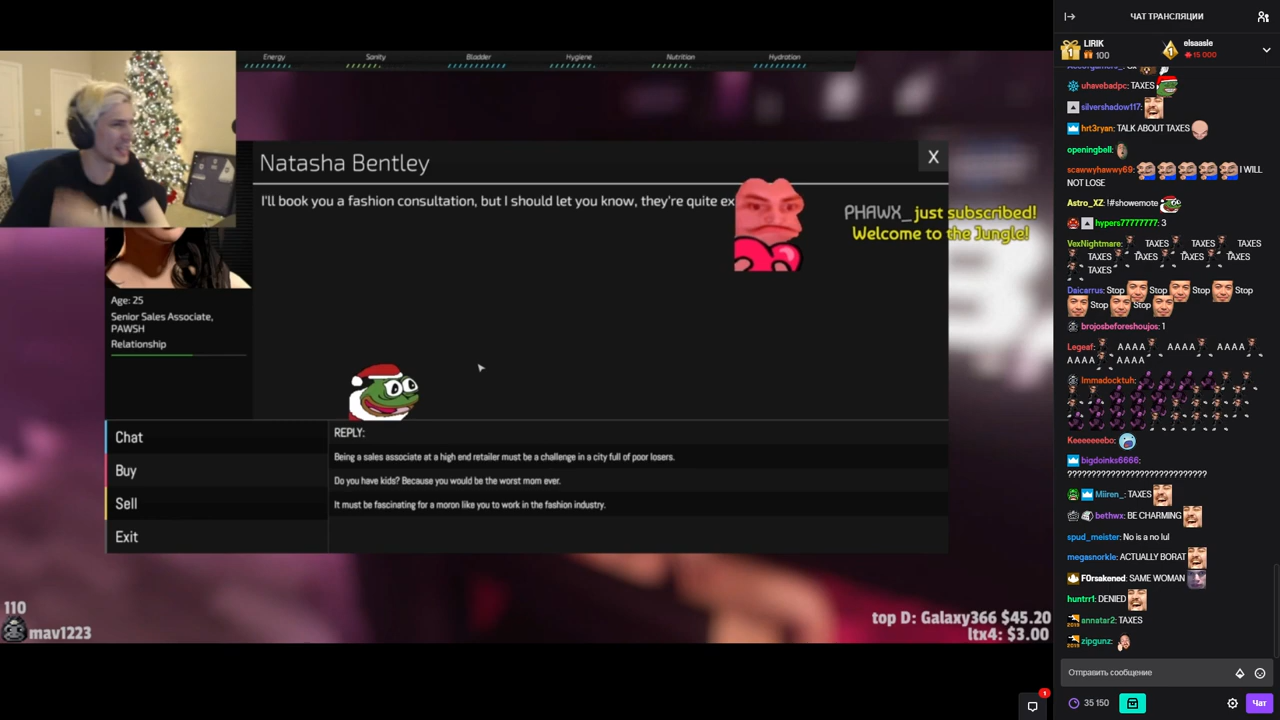 Energy
Sanity
Bladder
Hygiene
Nutrition
Hydration
Natasha Bentley
X
I'll book you a fashion consultation, but I should let you know, they're quite ex
PHAWX_ just subscribed!
Welcome to the Jungle!
Age: 25
Senior Sales Associate,
PAWSH
Relationship
Chat
Buy
Sell
Exit
REPLY:
Being a sales associate at a high end retailer must be a challenge in a city full of poor losers.
Do you have kids? Because you would be the worst mom ever.
It must be fascinating for a moron like you to work in the fashion industry.
110
mav1223
top D: Galaxy366 $45.20
ltx4: $3.00
ЧАТ ТРАНСЛЯЦИИ
1 LIRIK
100
1 elsaasle
15 000
uhavebadpc: TAXES
silvershadow117:
hrt3ryan: TALK ABOUT TAXES
openingbell:
scawwyhawwy69: I WILL
NOT LOSE
Astro_XZ: !#showemote
hypers77777777: 3
VexNightmare: TAXES TAXES TAXES
TAXES TAXES TAXES TAXES
TAXES
Daicarrus: Stop Stop Stop Stop
Stop Stop
brojosbeforeshoujos: 1
Legeaf: A A A A A A A A A A A A
A A A A A A A A
Immadocktuh:
Keeeeeeebo:
bigdoinks6666:
????????????????????????????
Miiren_: TAXES
bethwx: BE CHARMING
spud_meister: No is a no lul
megasnorkle: ACTUALLY BORAT
F0rsakened: SAME WOMAN
huntrr1: DENIED
annatar2: TAXES
zipgunz:
Отправить сообщение
1
35 150
Чат